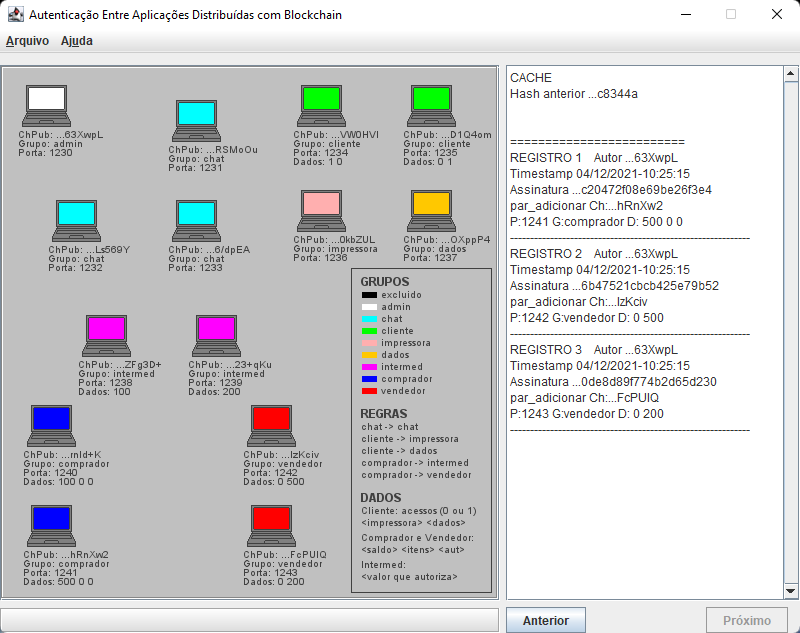 Autenticação Entre Aplicações Distribuídas com Blockchain
Arquivo Ajuda
ChPub: ...63XwpL
Grupo: admin
Porta: 1230
ChPub: ...RSMoOu
Grupo: chat
Porta: 1231
ChPub: ...VW0HVI
Grupo: cliente
Porta: 1234
Dados: 1 0
ChPub: ...D1Q4om
Grupo: cliente
Porta: 1235
Dados: 0 1
ChPub: ...Ls569Y
Grupo: chat
Porta: 1232
ChPub: ...6/dpEA
Grupo: chat
Porta: 1233
ChPub: ...0kbZUL
Grupo: impressora
Porta: 1236
ChPub: ...OXppP4
Grupo: dados
Porta: 1237
ChPub: ...ZFg3D+
Grupo: intermed
Porta: 1238
Dados: 100
ChPub: ...23+qKu
Grupo: intermed
Porta: 1239
Dados: 200
ChPub: ...rnId+K
Grupo: comprador
Porta: 1240
Dados: 100 0 0
ChPub: ...IzKciv
Grupo: vendedor
Porta: 1242
Dados: 0 500
ChPub: ...hRnXw2
Grupo: comprador
Porta: 1241
Dados: 500 0 0
ChPub: ...FcPUIQ
Grupo: vendedor
Porta: 1243
Dados: 0 200
GRUPOS
excluido
admin
chat
cliente
impressora
dados
intermed
comprador
vendedor
REGRAS
chat -> chat
cliente -> impressora
cliente -> dados
comprador -> intermed
comprador -> vendedor
DADOS
Cliente: acessos (0 ou 1)
<impressora> <dados>
Comprador e Vendedor:
<saldo> <itens> <aut>
Intermed:
<valor que autoriza>
CACHE
Hash anterior ...c8344a
=========================
REGISTRO 1 Autor ...63XwpL
Timestamp 04/12/2021-10:25:15
Assinatura ...c20472f08e69be26f3e4
par_adicionar Ch:...hRnXw2
P:1241 G:comprador D: 500 0 0
------------------------------------------------------------
REGISTRO 2 Autor ...63XwpL
Timestamp 04/12/2021-10:25:15
Assinatura ...6b47521cbcb425e79b52
par_adicionar Ch:...IzKciv
P:1242 G:vendedor D: 0 500
------------------------------------------------------------
REGISTRO 3 Autor ...63XwpL
Timestamp 04/12/2021-10:25:15
Assinatura ...0de8d89f774b2d65d230
par_adicionar Ch:...FcPUIQ
P:1243 G:vendedor D: 0 200
------------------------------------------------------------
Anterior Próximo